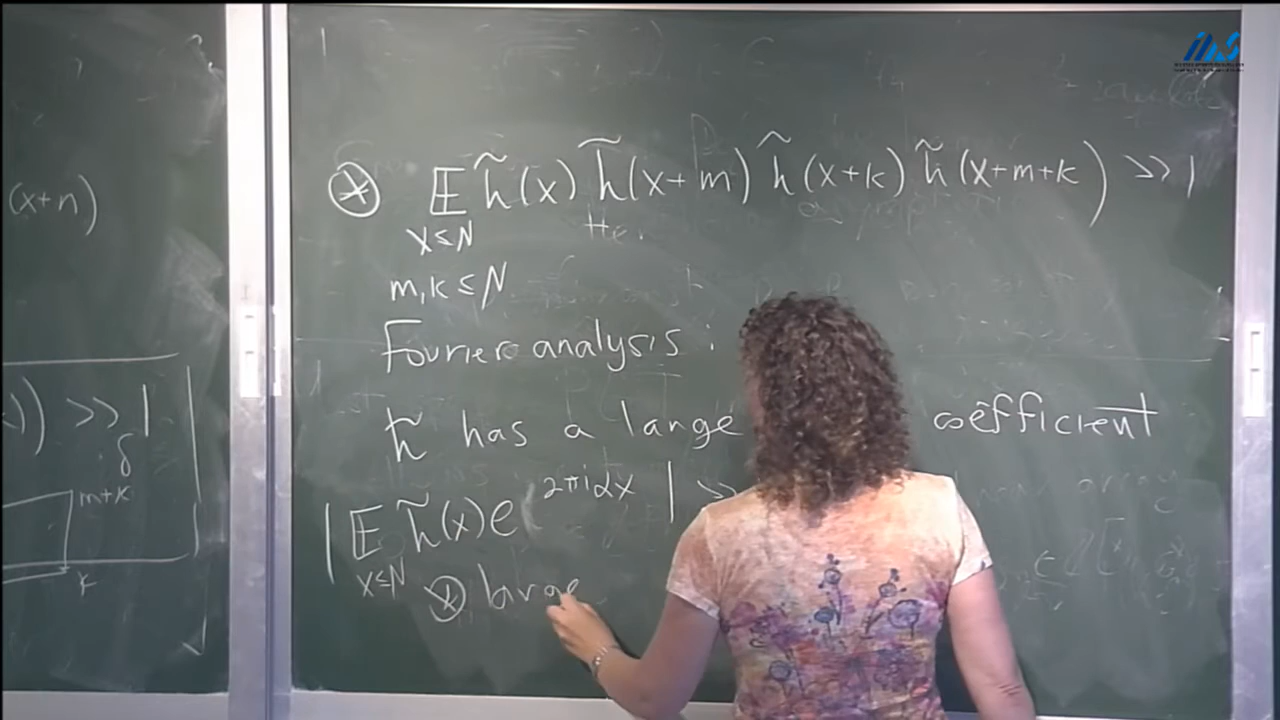 (x+n)
)) >> 1
δ
m+k
k
⊛ 𝔼 h̃(x) h̃(x+m) h̃(x+k) h̃(x+m+k) ) >> 1
x≤N
m,k≤N
Fourier analysis :
h̃ has a large coefficient
| 𝔼 h̃(x) e^{2πiαx} | >>
x≤N
⊛ large